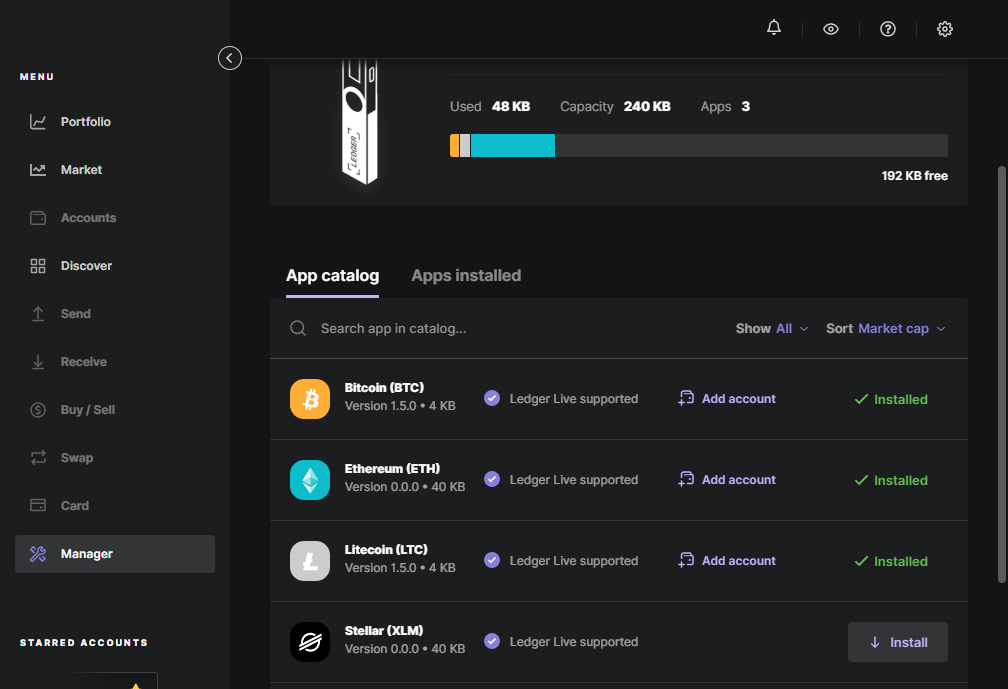 MENU
Portfolio
Market
Accounts
Discover
Send
Receive
Buy / Sell
Swap
Card
Manager
STARRED ACCOUNTS
LEDGER
Used 48 KB Capacity 240 KB Apps 3
192 KB free
App catalog Apps installed
Search app in catalog... Show All Sort Market cap
Bitcoin (BTC)
Version 1.5.0 • 4 KB Ledger Live supported Add account Installed
Ethereum (ETH)
Version 0.0.0 • 40 KB Ledger Live supported Add account Installed
Litecoin (LTC)
Version 1.5.0 • 4 KB Ledger Live supported Add account Installed
Stellar (XLM)
Version 0.0.0 • 40 KB Ledger Live supported Install